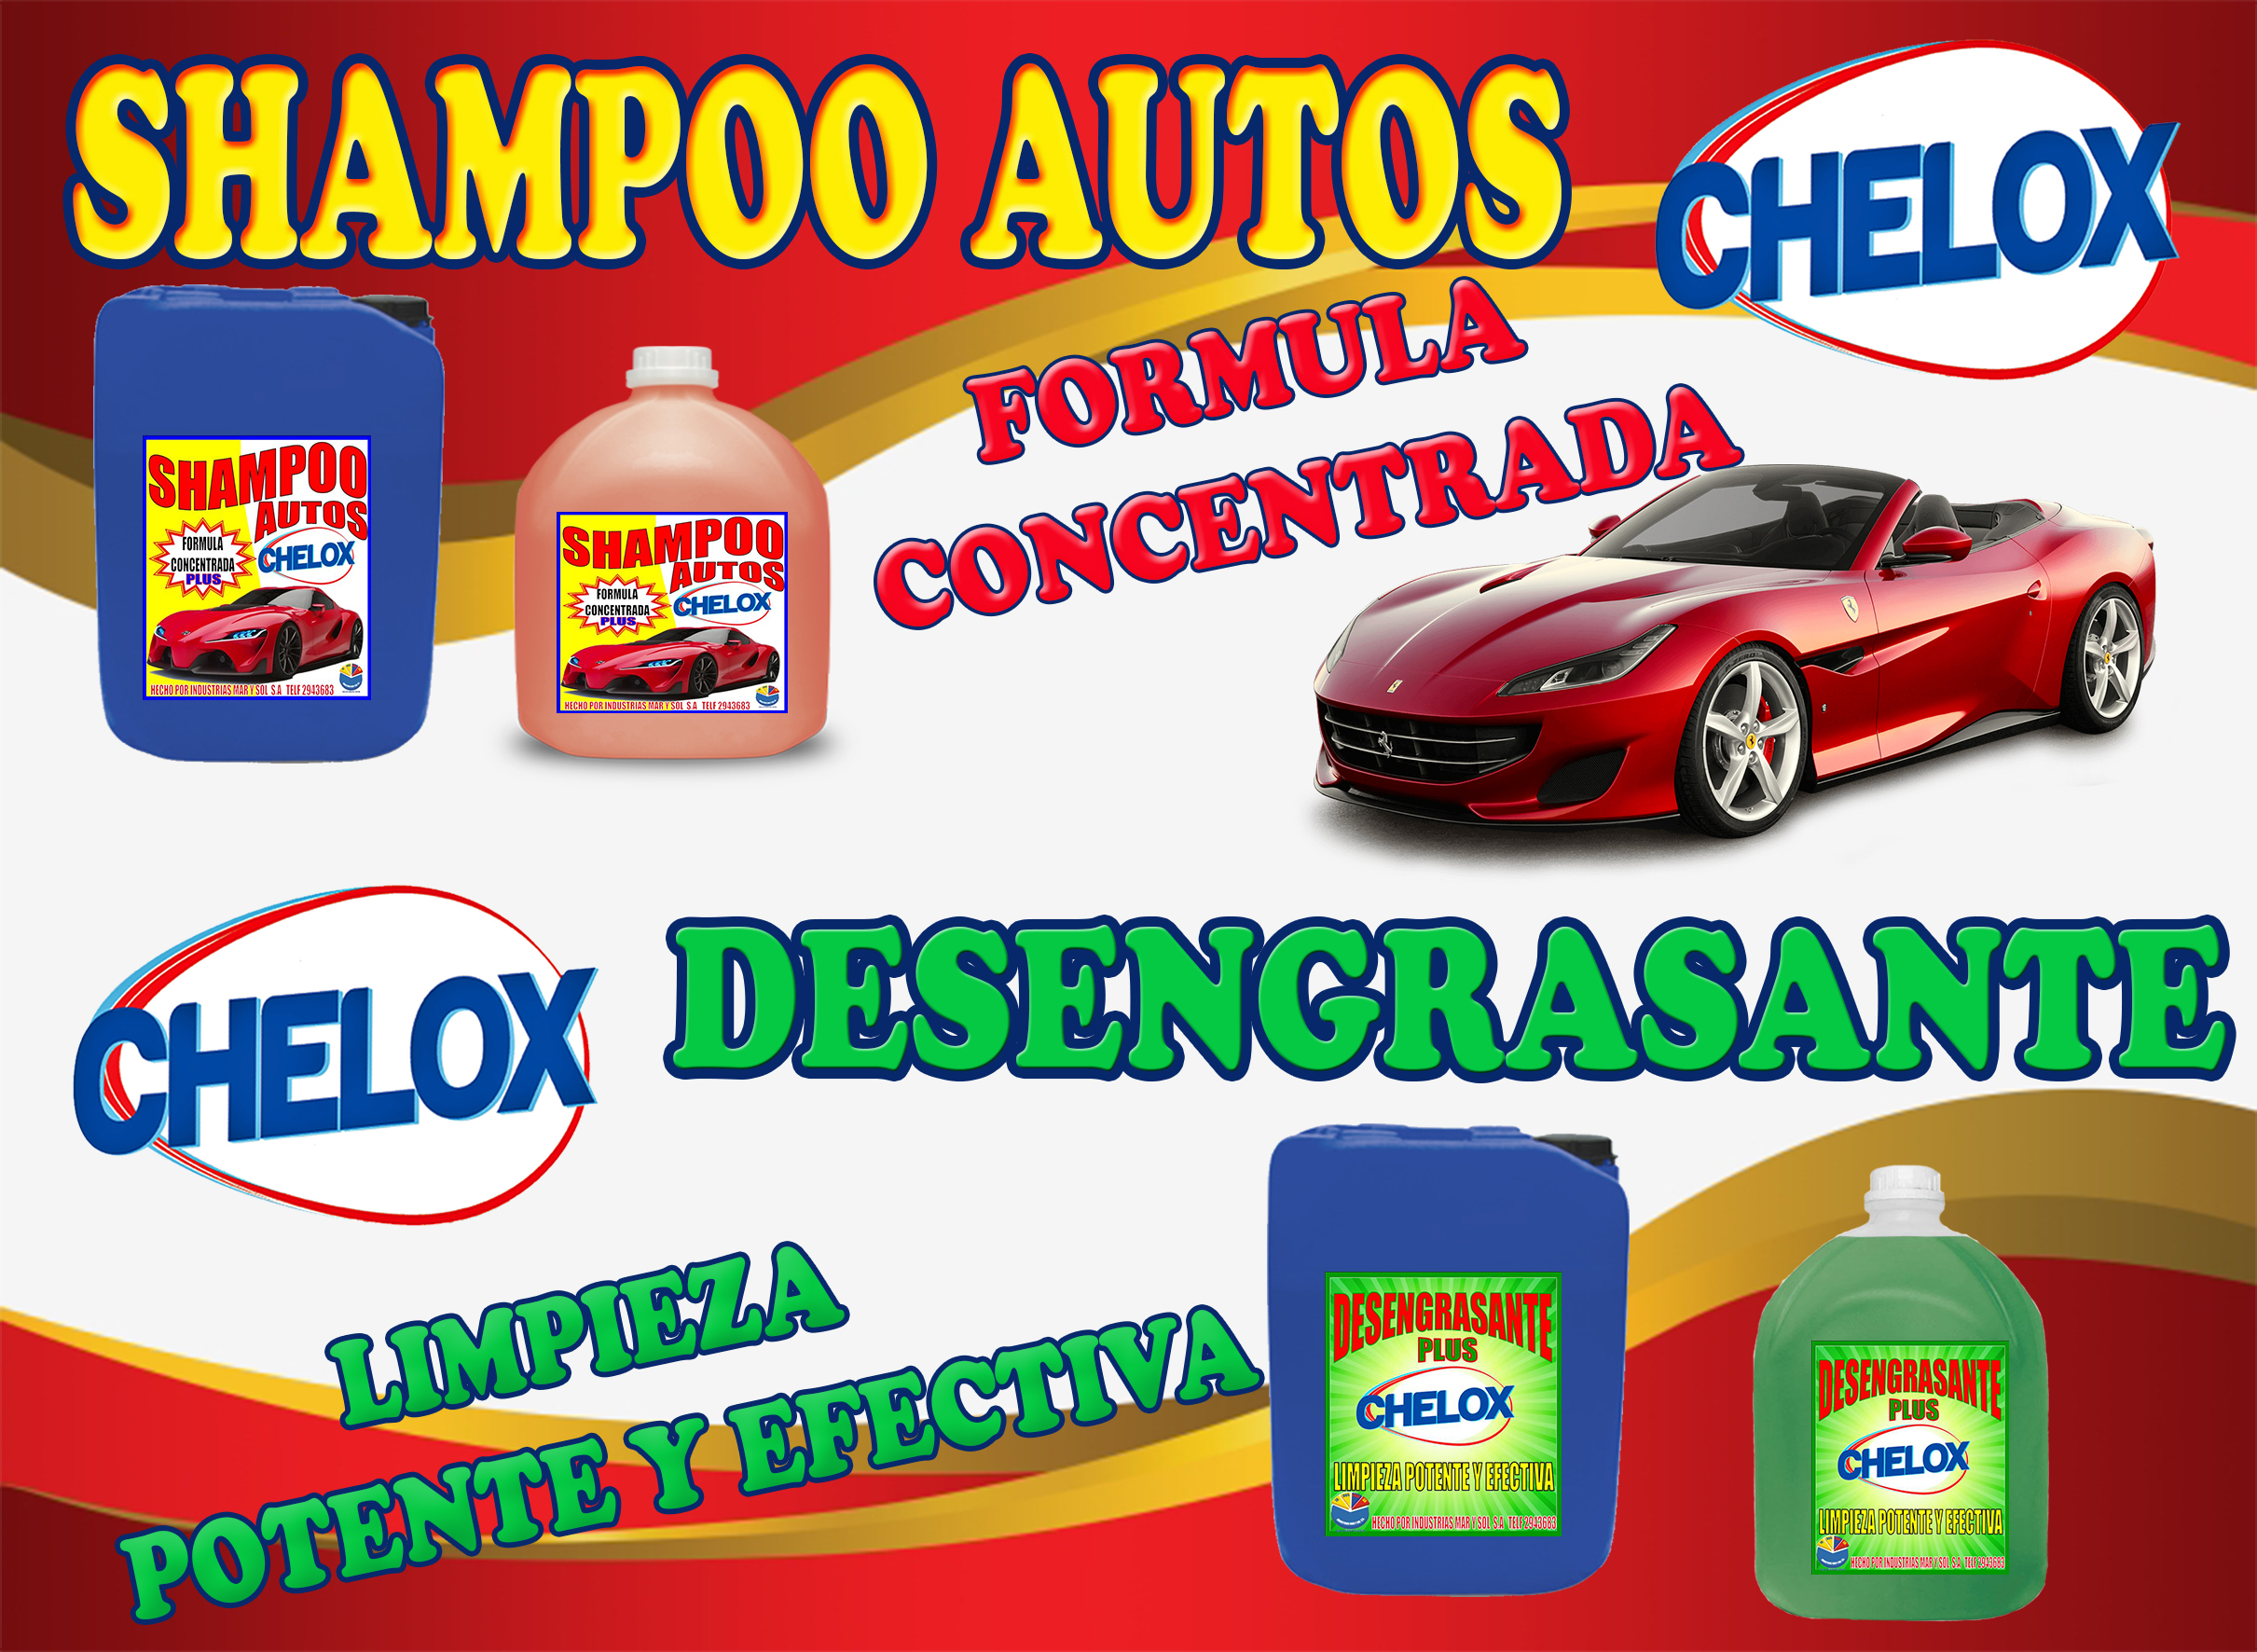 SHAMPOO AUTOS
CHELOX
FORMULA
CONCENTRADA
SHAMPOO
AUTOS
FORMULA
CONCENTRADA
PLUS
CHELOX
HECHO POR INDUSTRIAS MAR Y SOL S.A TELF 2943683
SHAMPOO
AUTOS
FORMULA
CONCENTRADA
PLUS
CHELOX
HECHO POR INDUSTRIAS MAR Y SOL S.A TELF 2943683
CHELOX
DESENGRASANTE
LIMPIEZA
POTENTE Y EFECTIVA
DESENGRASANTE
PLUS
CHELOX
LIMPIEZA POTENTE Y EFECTIVA
HECHO POR INDUSTRIAS MAR Y SOL S.A TELF 2943683
DESENGRASANTE
PLUS
CHELOX
LIMPIEZA POTENTE Y EFECTIVA
HECHO POR INDUSTRIAS MAR Y SOL S.A TELF 2943683